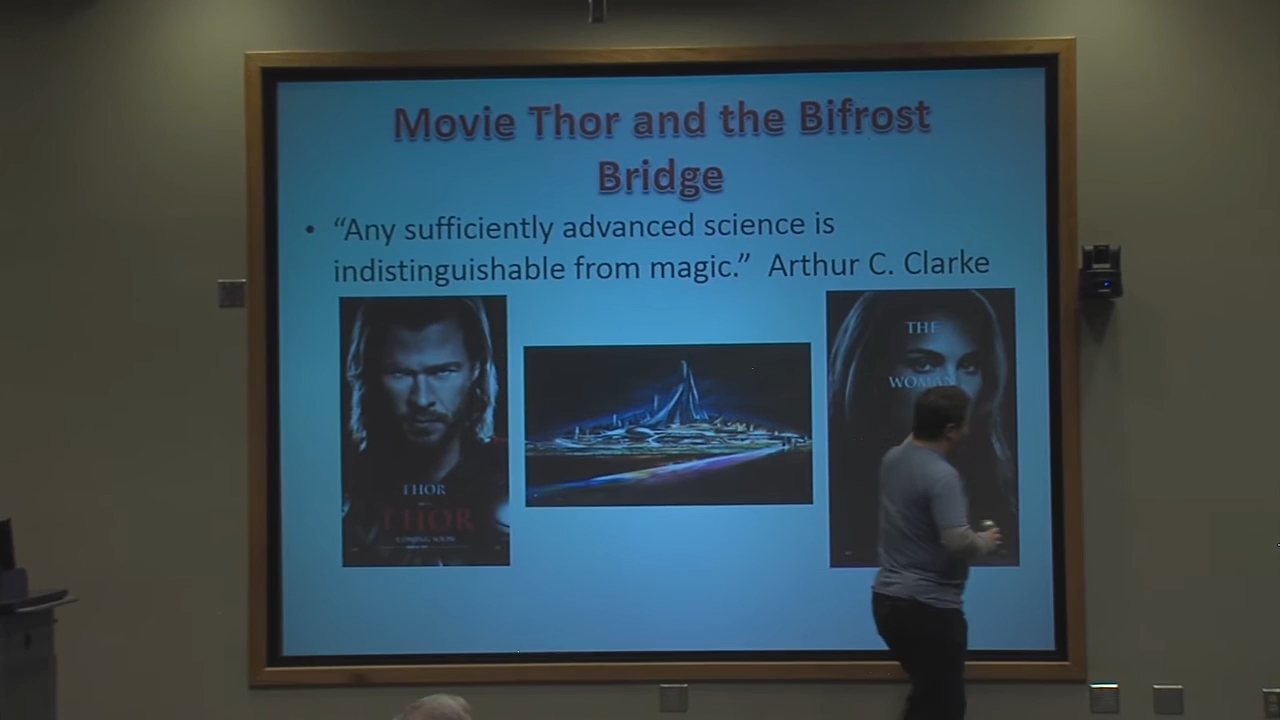 Movie Thor and the Bifrost
Bridge
• “Any sufficiently advanced science is
indistinguishable from magic.” Arthur C. Clarke
THE
WOMAN
THOR
THOR
COMING SOON